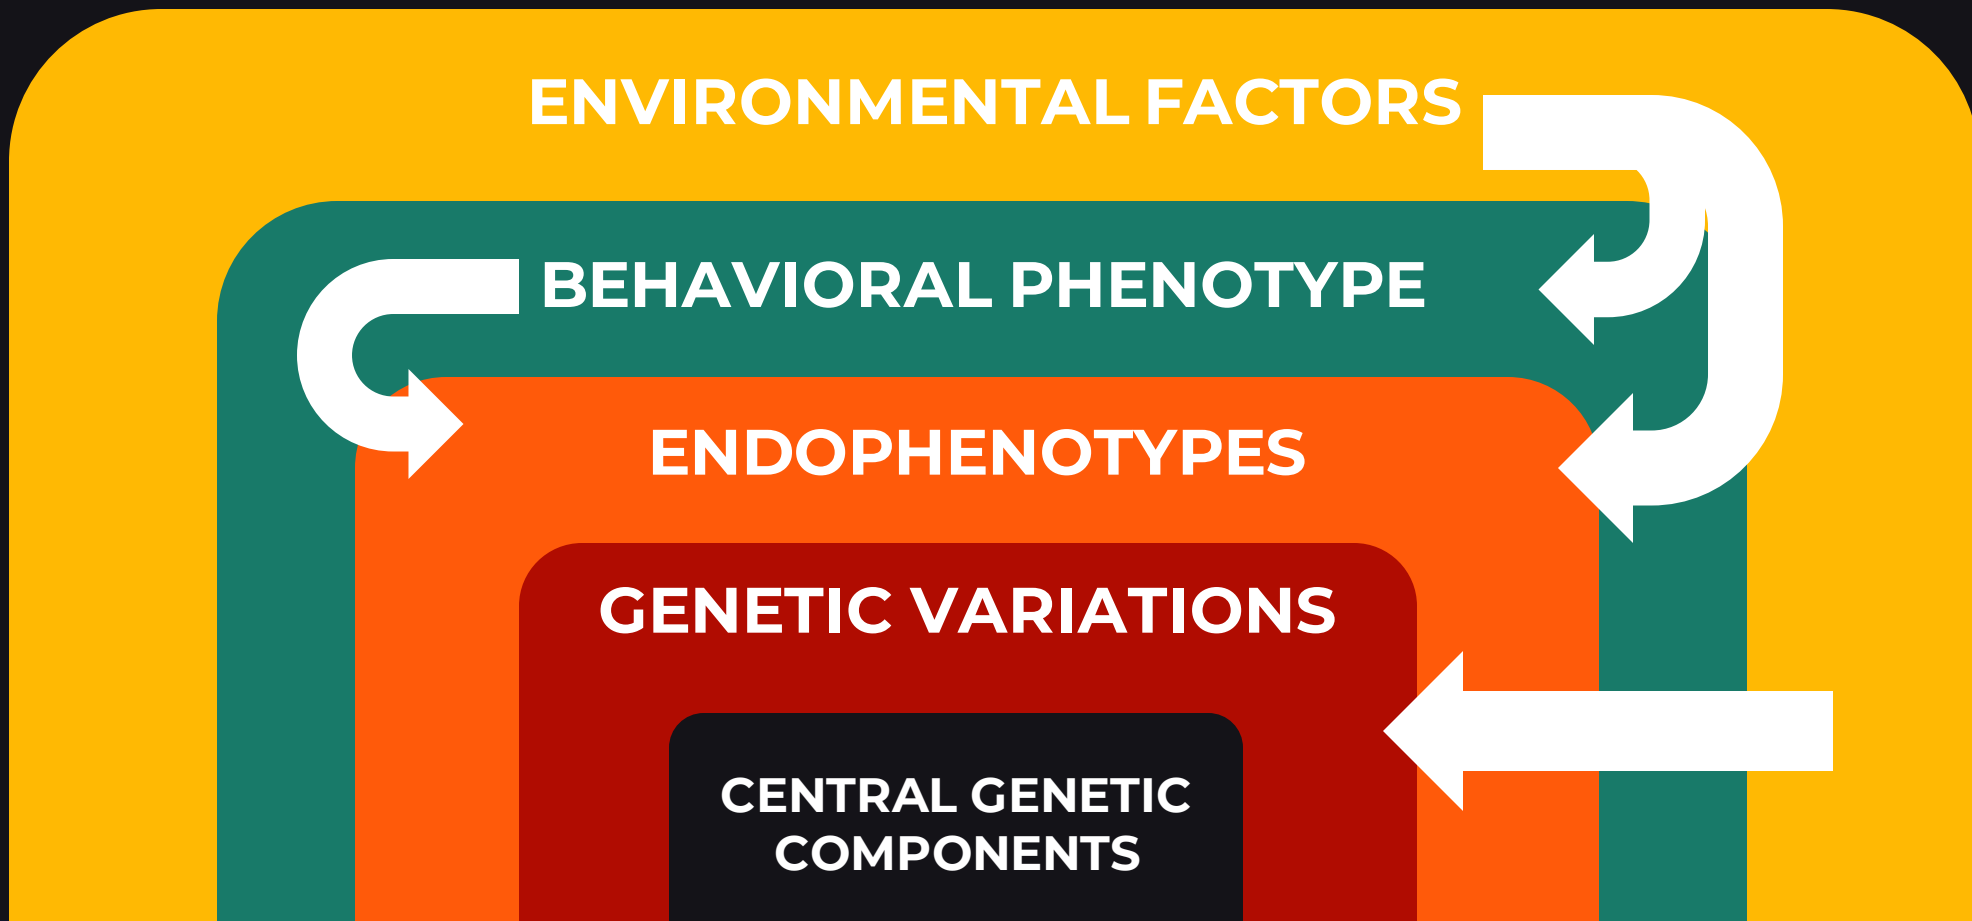 ENVIRONMENTAL FACTORS
BEHAVIORAL PHENOTYPE
ENDOPHENOTYPES
GENETIC VARIATIONS
CENTRAL GENETIC
COMPONENTS